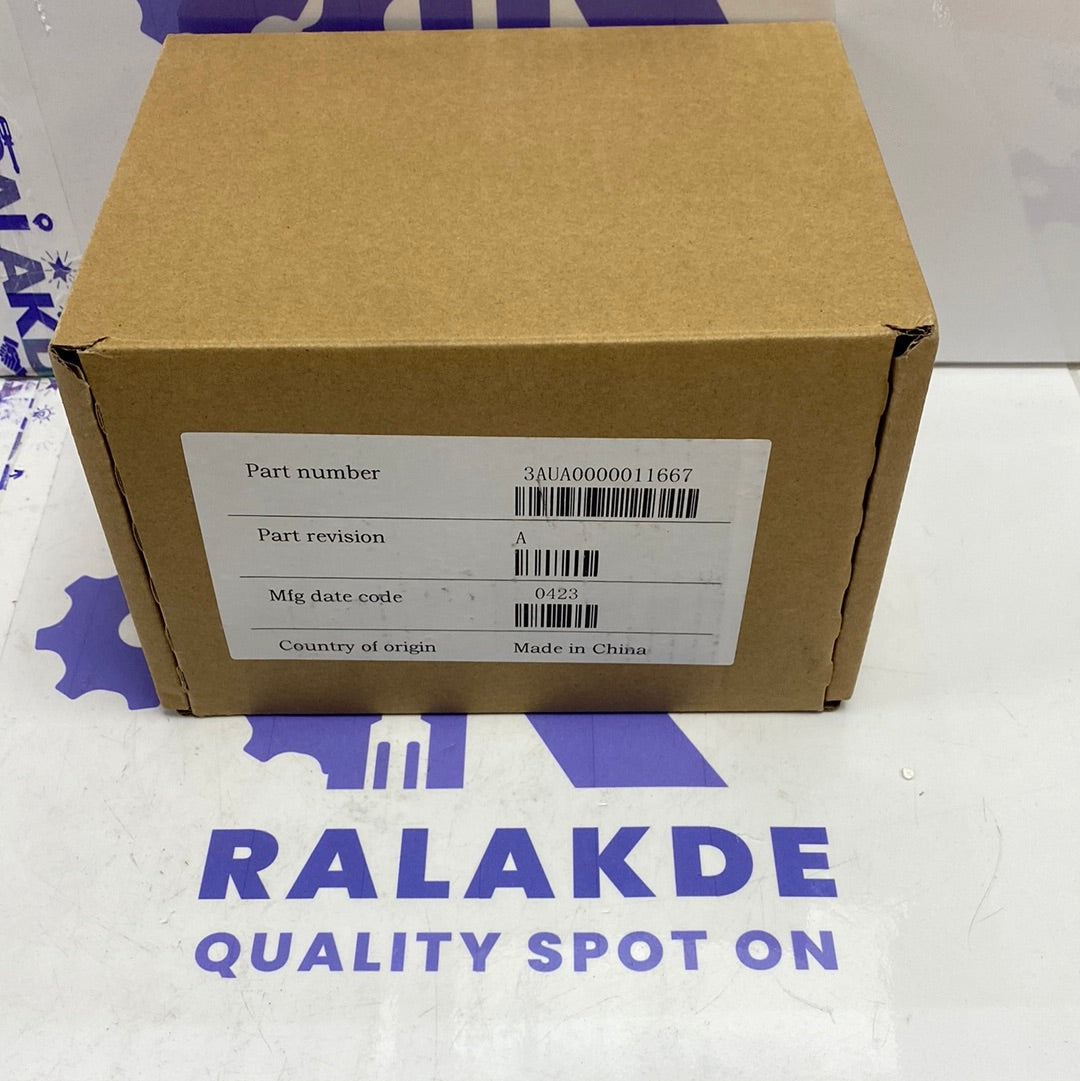 Part number 3AUA0000011667
Part revision A
Mfg date code 0423
Country of origin Made in China
RALAKDE
QUALITY SPOT ON